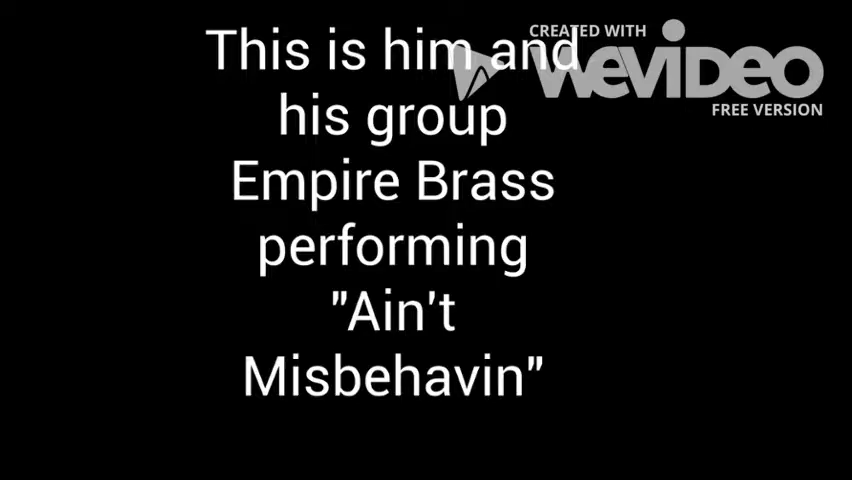 This is him and
his group
Empire Brass
performing
"Ain't
Misbehavin"
CREATED WITH
WEVIDEO
FREE VERSION